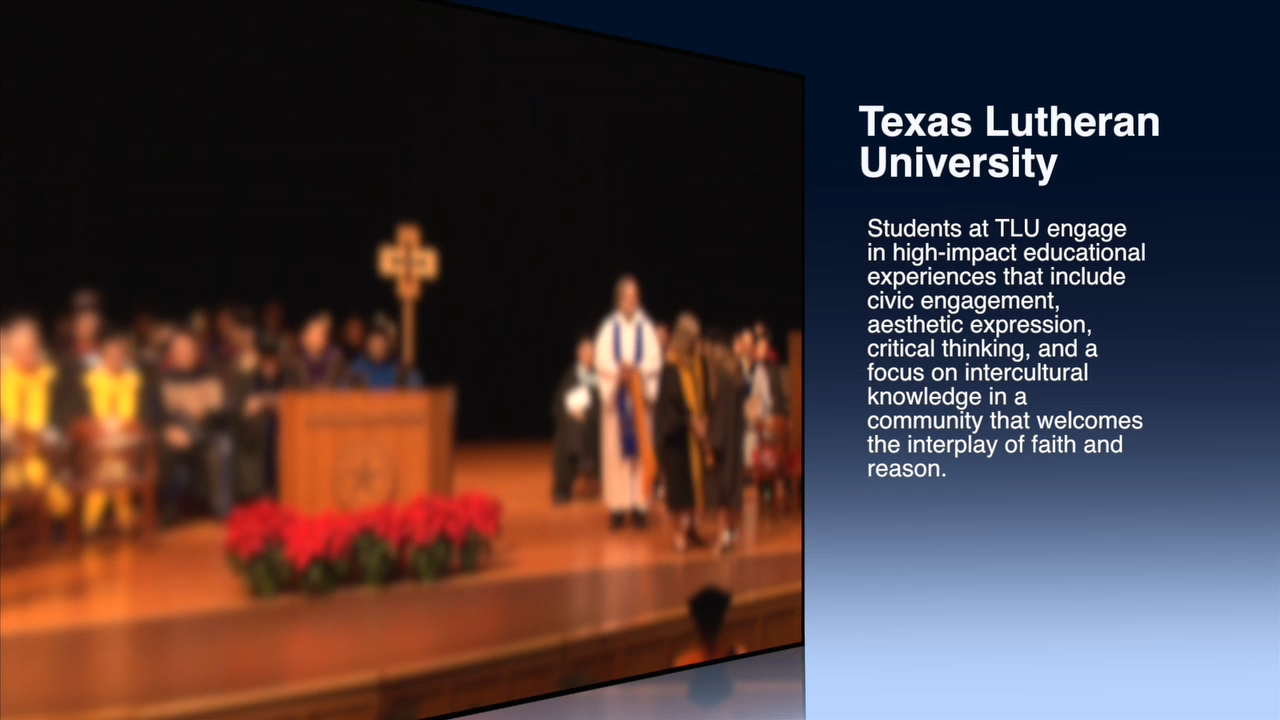 Texas Lutheran
University
Students at TLU engage
in high-impact educational
experiences that include
civic engagement,
aesthetic expression,
critical thinking, and a
focus on intercultural
knowledge in a
community that welcomes
the interplay of faith and
reason.